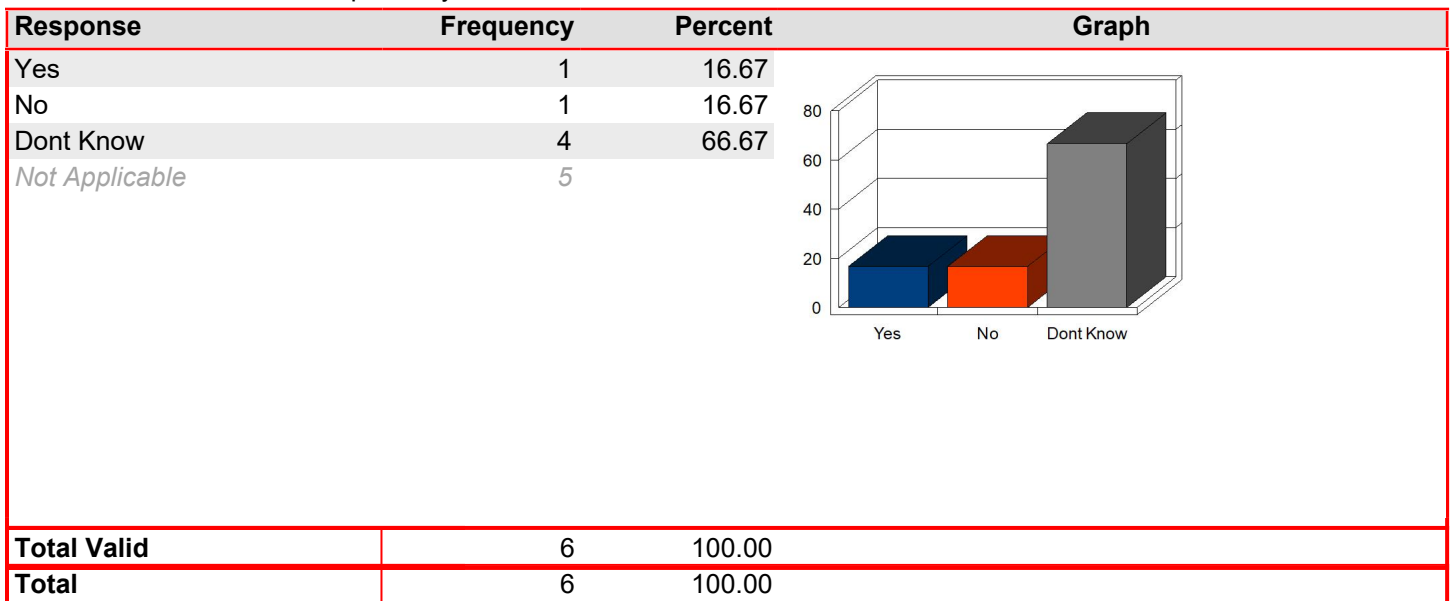 Response Frequency Percent Graph
Yes 1 16.67
No 1 16.67
Dont Know 4 66.67
Not Applicable 5
80
60
40
20
0
Yes No Dont Know
Total Valid 6 100.00
Total 6 100.00